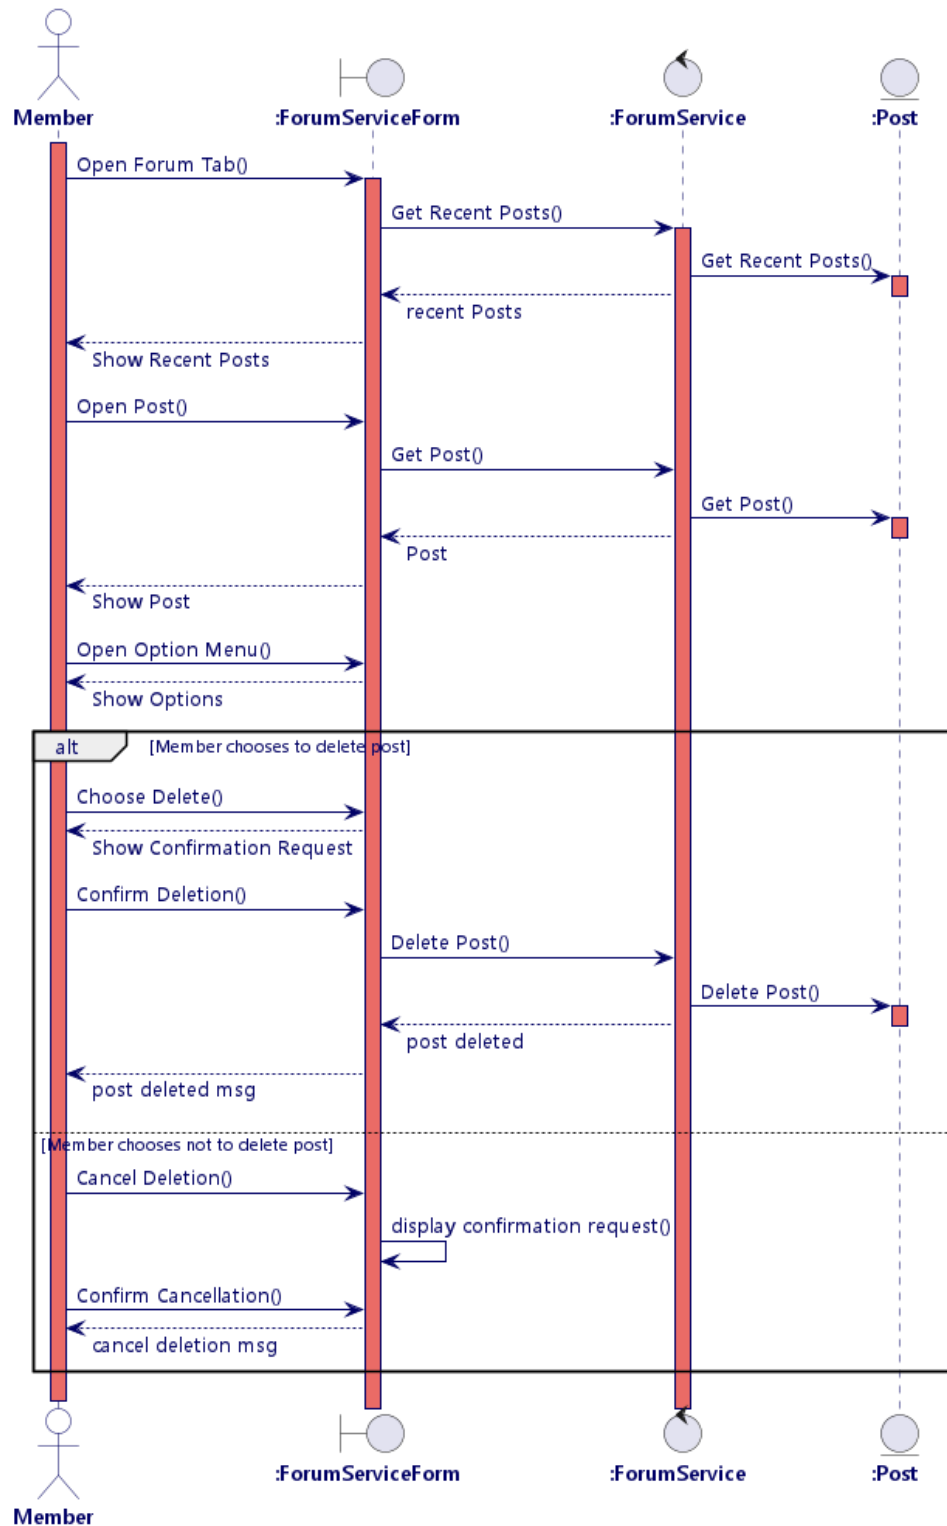 Member
:ForumServiceForm
:ForumService
:Post
Open Forum Tab()
Get Recent Posts()
Get Recent Posts()
recent Posts
Show Recent Posts
Open Post()
Get Post()
Get Post()
Post
Show Post
Open Option Menu()
Show Options
alt
[Member chooses to delete post]
Choose Delete()
Show Confirmation Request
Confirm Deletion()
Delete Post()
Delete Post()
post deleted
post deleted msg
[Member chooses not to delete post]
Cancel Deletion()
display confirmation request()
Confirm Cancellation()
cancel deletion msg
:ForumServiceForm
:ForumService
:Post
Member